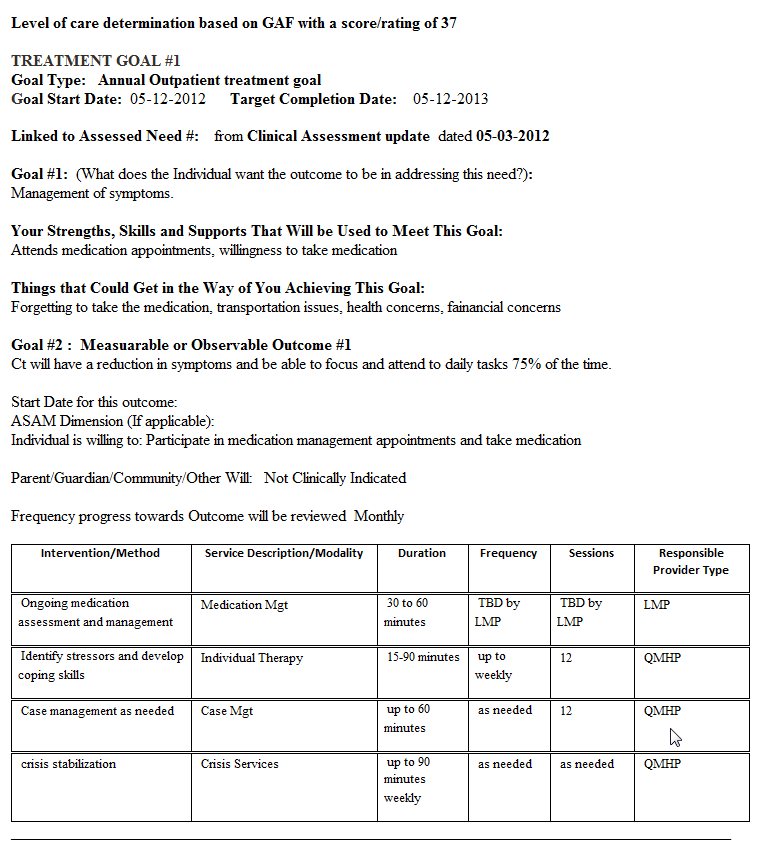 Level of care determination based on GAF with a score/rating of 37
TREATMENT GOAL #1
Goal Type: Annual Outpatient treatment goal
Goal Start Date: 05-12-2012 Target Completion Date: 05-12-2013
Linked to Assessed Need #: from Clinical Assessment update dated 05-03-2012
Goal #1: (What does the Individual want the outcome to be in addressing this need?):
Management of symptoms.
Your Strengths, Skills and Supports That Will be Used to Meet This Goal:
Attends medication appointments, willingness to take medication
Things that Could Get in the Way of You Achieving This Goal:
Forgetting to take the medication, transportation issues, health concerns, fainancial concerns
Goal #2 : Measuarable or Observable Outcome #1
Ct will have a reduction in symptoms and be able to focus and attend to daily tasks 75% of the time.
Start Date for this outcome:
ASAM Dimension (If applicable):
Individual is willing to: Participate in medication management appointments and take medication
Parent/Guardian/Community/Other Will: Not Clinically Indicated
Frequency progress towards Outcome will be reviewed Monthly
Intervention/Method Service Description/Modality Duration Frequency Sessions Responsible
Provider Type
Ongoing medication Medication Mgt 30 to 60 TBD by TBD by LMP
assessment and management minutes LMP LMP
Identify stressors and develop Individual Therapy 15-90 minutes up to 12 QMHP
coping skills weekly
Case management as needed Case Mgt up to 60 as needed 12 QMHP
minutes
crisis stabilization Crisis Services up to 90 as needed as needed QMHP
minutes
weekly